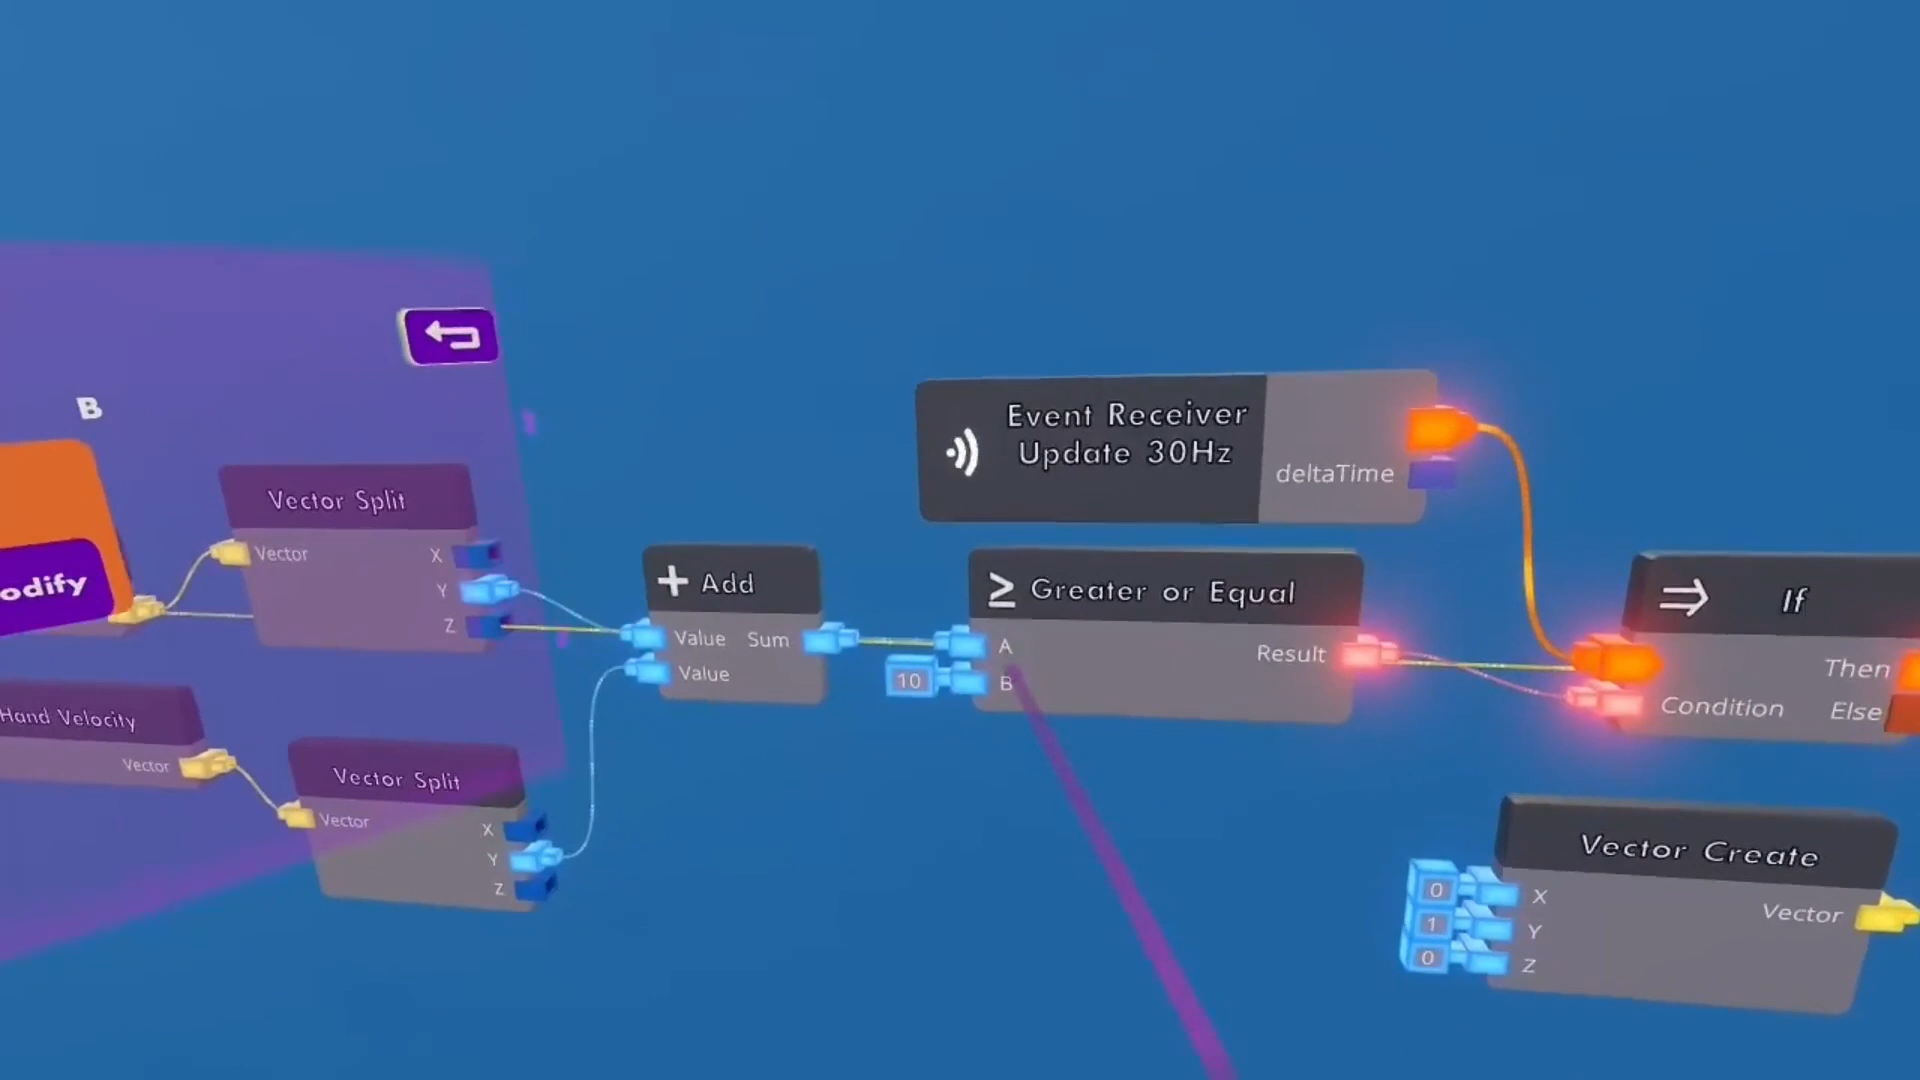 B
odify
Vector Split
Vector
X
Y
Z
Hand Velocity
Vector
Vector Split
Vector
X
Y
Z
+ Add
Value Sum
Value
Event Receiver
Update 30Hz
deltaTime
≥ Greater or Equal
A
10 B
Result
If
Then
Condition Else
Vector Create
0 X
1 Y
0 Z
Vector